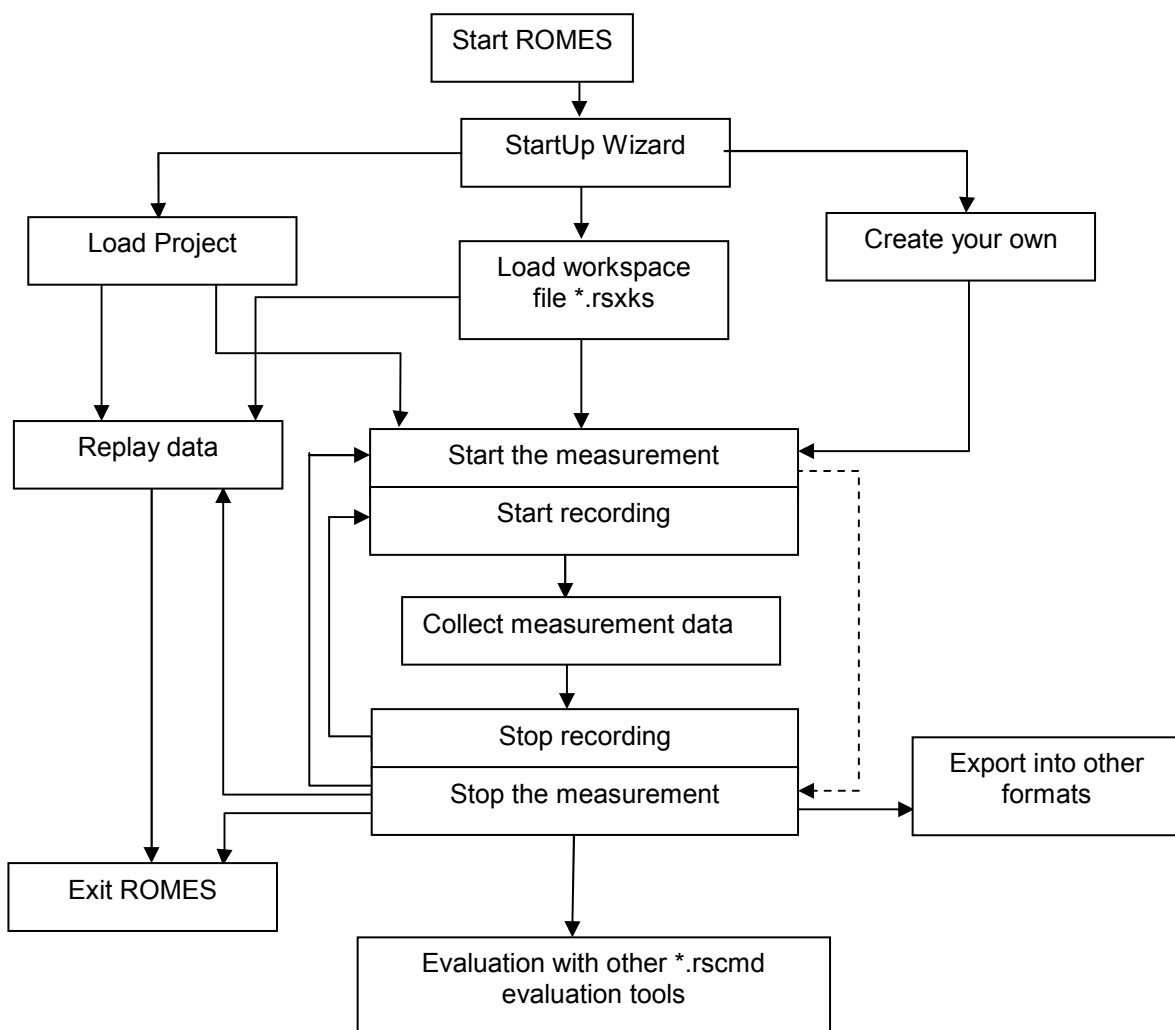 Start ROMES
StartUp Wizard
Load Project
Load workspace
file *.rsxks
Create your own
Replay data
Start the measurement
Start recording
Collect measurement data
Stop recording
Stop the measurement
Export into other
formats
Exit ROMES
Evaluation with other *.rscmd
evaluation tools